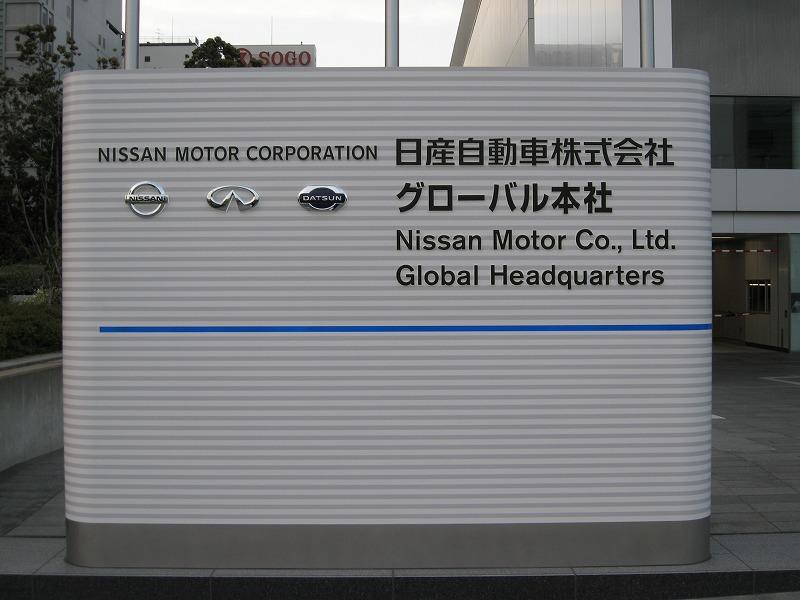 SOGO
NISSAN MOTOR CORPORATION
NISSAN
DATSUN
日産自動車株式会社
グローバル本社
Nissan Motor Co., Ltd.
Global Headquarters